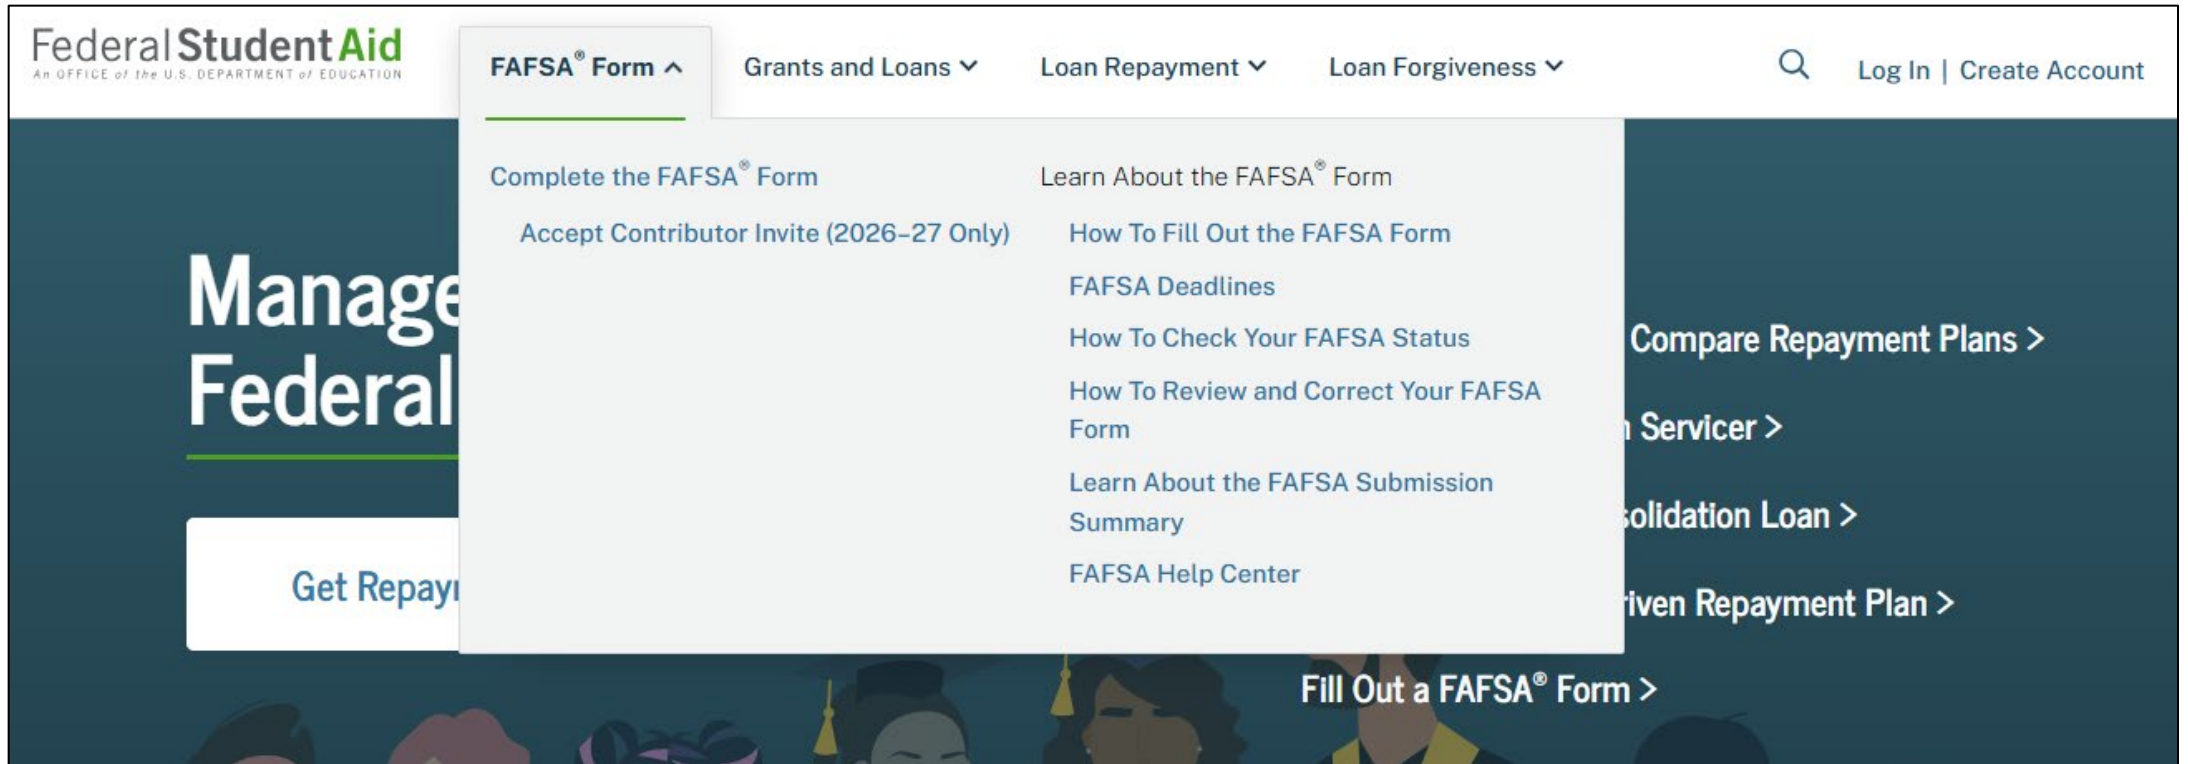 Federal Student Aid
An OFFICE of the U.S. DEPARTMENT of EDUCATION
FAFSA® Form
Grants and Loans
Loan Repayment
Loan Forgiveness
Log In | Create Account
Complete the FAFSA® Form
Accept Contributor Invite (2026–27 Only)
Learn About the FAFSA® Form
How To Fill Out the FAFSA Form
FAFSA Deadlines
How To Check Your FAFSA Status
How To Review and Correct Your FAFSA
Form
Learn About the FAFSA Submission
Summary
FAFSA Help Center
Manage
Federal
Get
Compare Repayment Plans >
Servicer >
Loan >
Repayment Plan >
Fill Out a FAFSA® Form >